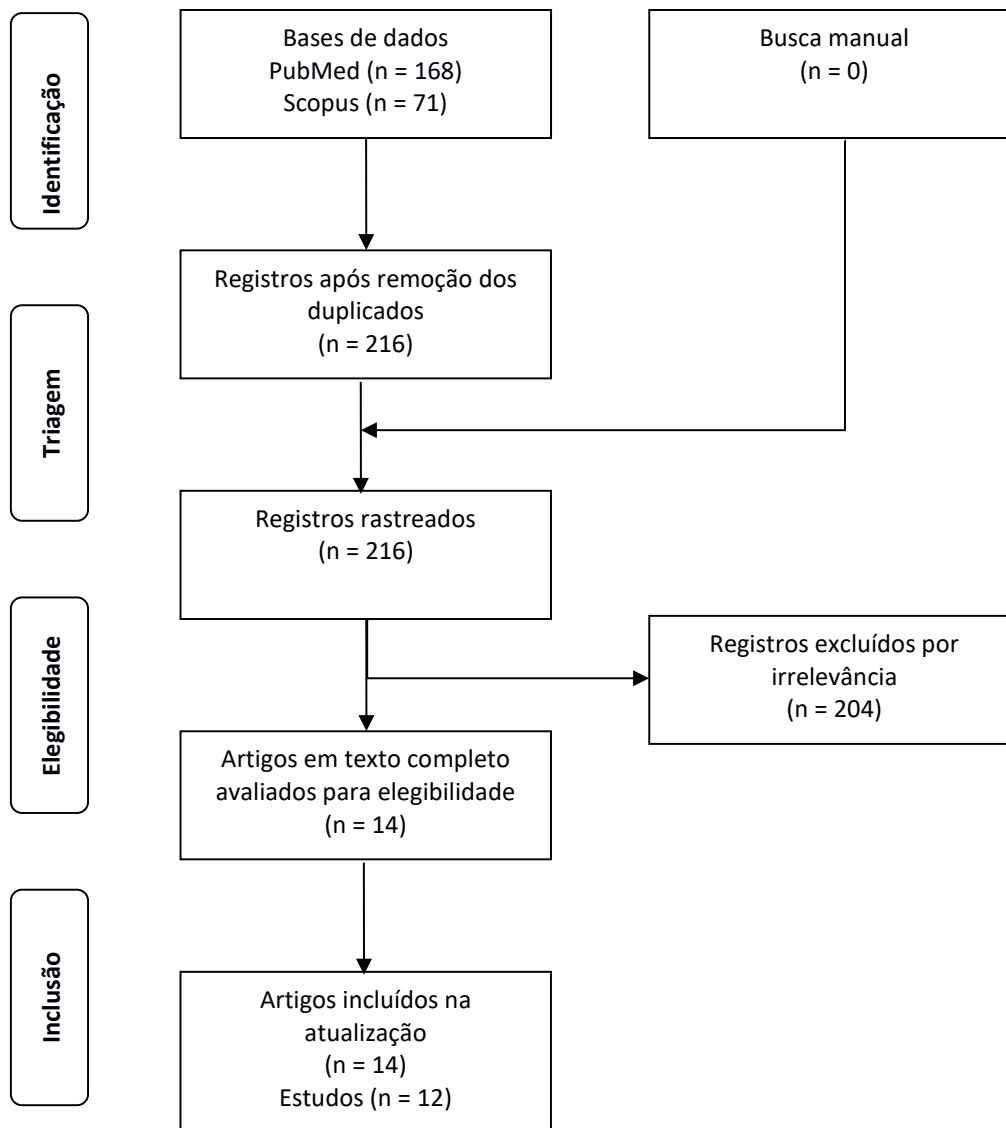 Identificação
Bases de dados
PubMed (n = 168)
Scopus (n = 71)
Busca manual
(n = 0)
Registros após remoção dos
duplicados
(n = 216)
Triagem
Registros rastreados
(n = 216)
Elegibilidade
Registros excluídos por
irrelevância
(n = 204)
Artigos em texto completo
avaliados para elegibilidade
(n = 14)
Inclusão
Artigos incluídos na
atualização
(n = 14)
Estudos (n = 12)